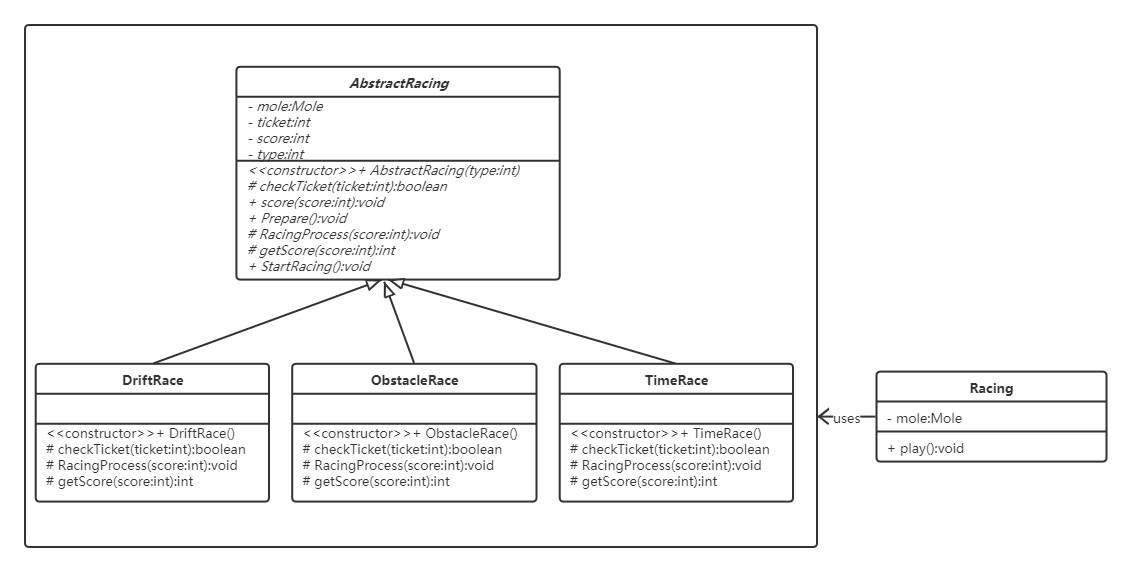 AbstractRacing
- mole:Mole
- ticket:int
- score:int
- type:int
<<constructor>>+ AbstractRacing(type:int)
# checkTicket(ticket:int):boolean
+ score(score:int):void
+ Prepare():void
# RacingProcess(score:int):void
# getScore(score:int):int
+ StartRacing():void
DriftRace
<<constructor>>+ DriftRace()
# checkTicket(ticket:int):boolean
# RacingProcess(score:int):void
# getScore(score:int):int
ObstacleRace
<<constructor>>+ ObstacleRace()
# checkTicket(ticket:int):boolean
# RacingProcess(score:int):void
# getScore(score:int):int
TimeRace
<<constructor>>+ TimeRace()
# checkTicket(ticket:int):boolean
# RacingProcess(score:int):void
# getScore(score:int):int
uses
Racing
- mole:Mole
+ play():void